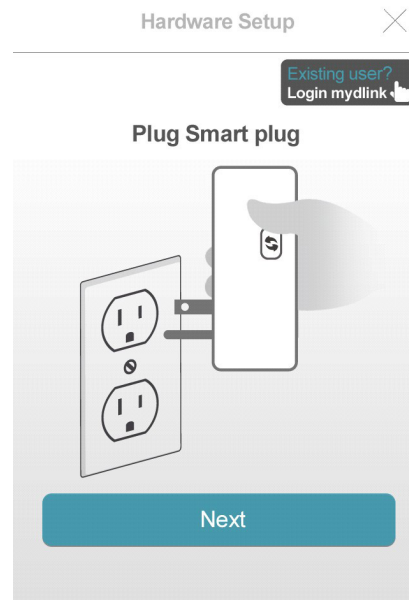 Hardware Setup
Existing user?
Login mydlink
Plug Smart plug
Next